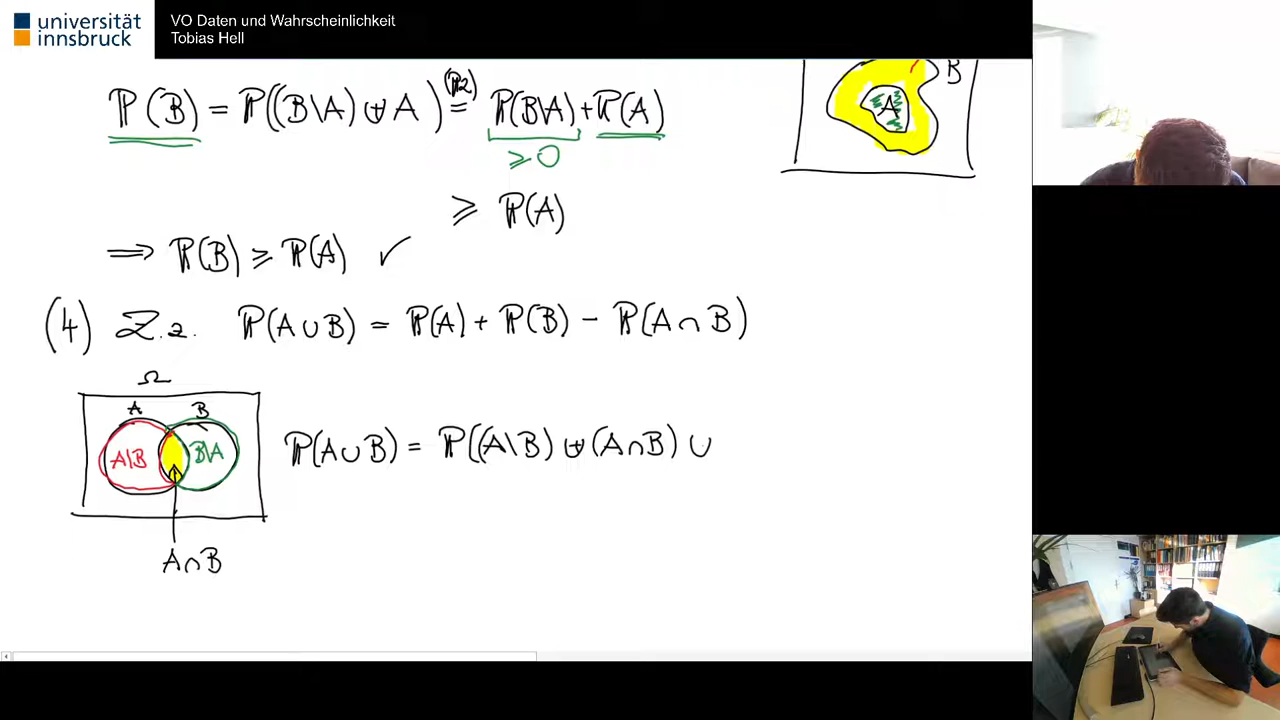 universität innsbruck
VO Daten und Wahrscheinlichkeit
Tobias Hell
ℙ(B) = ℙ((B\A) ⊎ A) (ℙ2)= ℙ(B\A) + ℙ(A)
≥ 0
B
A
≥ ℙ(A)
⟹ ℙ(B) ≥ ℙ(A) ✓
(4) Z.z. ℙ(A ∪ B) = ℙ(A) + ℙ(B) − ℙ(A ∩ B)
Ω
A B
A\B B\A
ℙ(A ∪ B) = ℙ((A\B) ⊎ (A∩B) ∪
A∩B